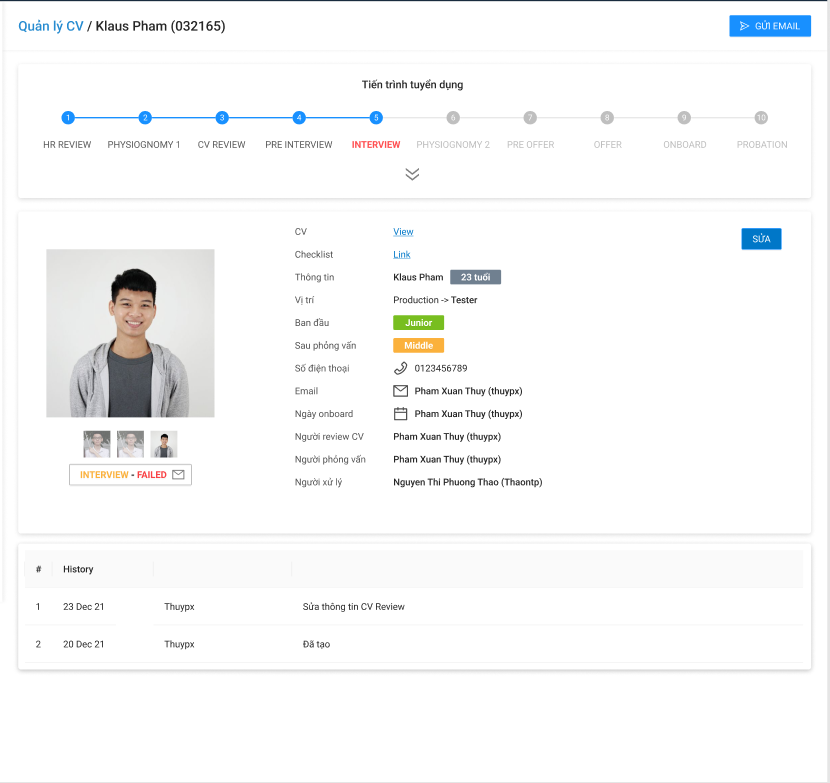 Quản lý CV / Klaus Pham (032165)
GỬI EMAIL
Tiến trình tuyển dụng
1 2 3 4 5 6 7 8 9 10
HR REVIEW PHYSIOGNOMY 1 CV REVIEW PRE INTERVIEW INTERVIEW PHYSIOGNOMY 2 PRE OFFER OFFER ONBOARD PROBATION
CV View
SỬA
Checklist Link
Thông tin Klaus Pham 23 tuổi
Vị trí Production -> Tester
Ban đầu Junior
Sau phỏng vấn Middle
Số điện thoại 0123456789
Email Pham Xuan Thuy (thuypx)
Ngày onboard Pham Xuan Thuy (thuypx)
Người review CV Pham Xuan Thuy (thuypx)
Người phỏng vấn Pham Xuan Thuy (thuypx)
Người xử lý Nguyen Thi Phuong Thao (Thaontp)
INTERVIEW - FAILED
# History
1 23 Dec 21 Thuypx Sửa thông tin CV Review
2 20 Dec 21 Thuypx Đã tạo